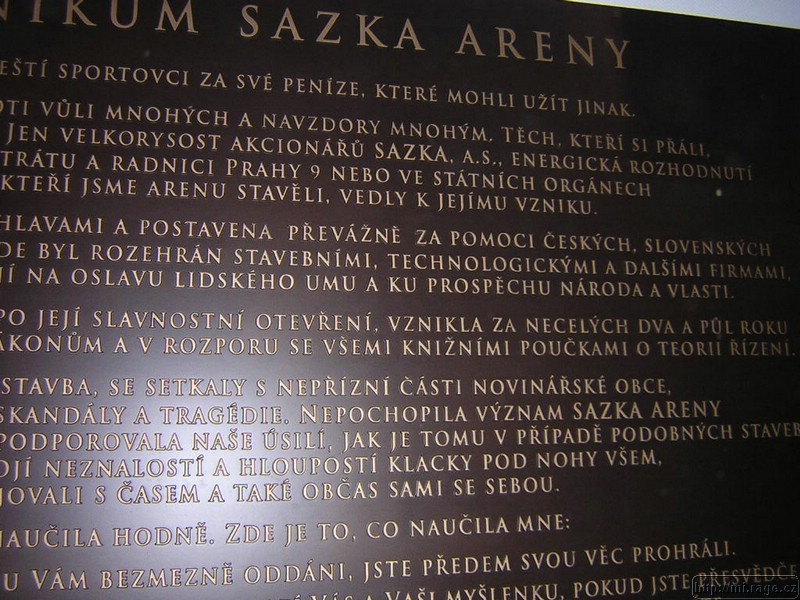 NIKŮM SAZKA ARENY
EŠTÍ SPORTOVCI ZA SVÉ PENÍZE, KTERÉ MOHLI UŽÍT JINAK.
OTI VŮLI MNOHÝCH A NAVZDORY MNOHÝM, TĚCH, KTEŘÍ SI PŘÁLI,
JEN VELKORYSOST AKCIONÁŘŮ SAZKA, A.S., ENERGICKÁ ROZHODNUTÍ
TRÁTU A RADNICI PRAHY 9 NEBO VE STÁTNÍCH ORGÁNECH
KTEŘÍ JSME ARENU STAVĚLI, VEDLY K JEJÍMU VZNIKU.
HLAVAMI A POSTAVENA PŘEVÁŽNĚ ZA POMOCI ČESKÝCH, SLOVENSKÝCH
DE BYL ROZEHRÁN STAVEBNÍMI, TECHNOLOGICKÝMI A DALŠÍMI FIRMAMI,
NÍ NA OSLAVU LIDSKÉHO UMU A KU PROSPĚCHU NÁRODA A VLASTI.
PO JEJÍ SLAVNOSTNÍ OTEVŘENÍ, VZNIKLA ZA NECELÝCH DVA A PŮL ROKU
ÁKONŮM A V ROZPORU SE VŠEMI KNIŽNÍMI POUČKAMI O TEORII ŘÍZENÍ.
STAVBA, SE SETKALY S NEPŘÍZNÍ ČÁSTI NOVINÁŘSKÉ OBCE,
SKANDÁLY A TRAGÉDIE. NEPOCHOPILA VÝZNAM SAZKA ARENY
PODPOROVALA NAŠE ÚSILÍ, JAK JE TOMU V PŘÍPADĚ PODOBNÝCH STAVEB
OJÍ NEZNALOSTÍ A HLOUPOSTÍ KLACKY POD NOHY VŠEM,
JOVALI S ČASEM A TAKÉ OBČAS SAMI SE SEBOU.
NAUČILA HODNĚ. ZDE JE TO, CO NAUČILA MNE:
U VÁM BEZMEZNĚ ODDÁNI, JSTE PŘEDEM SVOU VĚC PROHRÁLI.
VÁS A VAŠI MYŠLENKU, POKUD JSTE PŘESVĚDČE
http://mi.rage.cz